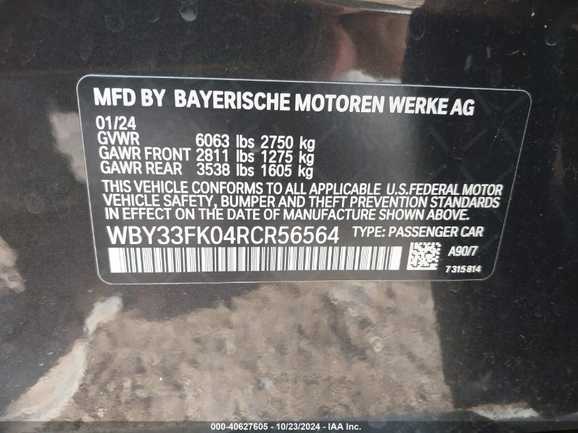 MFD BY BAYERISCHE MOTOREN WERKE AG
01/24
GVWR 6063 lbs 2750 kg
GAWR FRONT 2811 lbs 1275 kg
GAWR REAR 3538 lbs 1605 kg
THIS VEHICLE CONFORMS TO ALL APPLICABLE U.S.FEDERAL MOTOR
VEHICLE SAFETY, BUMPER AND THEFT PREVENTION STANDARDS
IN EFFECT ON THE DATE OF MANUFACTURE SHOWN ABOVE.
WBY33FK04RCR56564 TYPE: PASSENGER CAR
A90/7
7 315 814
000-40627605 - 10/23/2024 - IAA Inc.